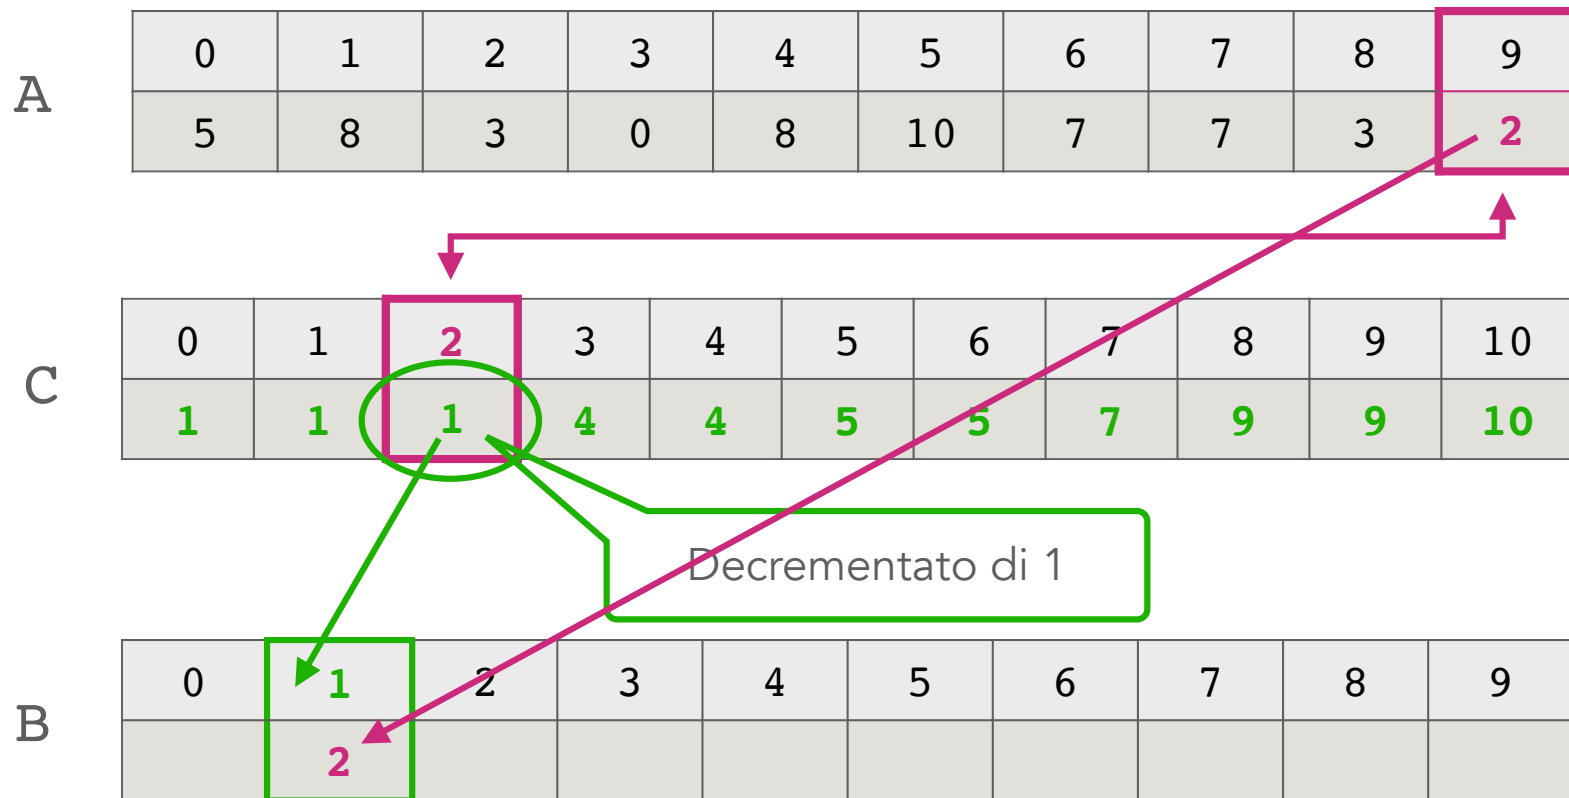 0 1 2 3 4 5 6 7 8 9
A
5 8 3 0 8 10 7 7 3 2
0 1 2 3 4 5 6 7 8 9 10
C
1 1 1 4 4 5 5 7 9 9 10
Decrementato di 1
0 1 2 3 4 5 6 7 8 9
B
2